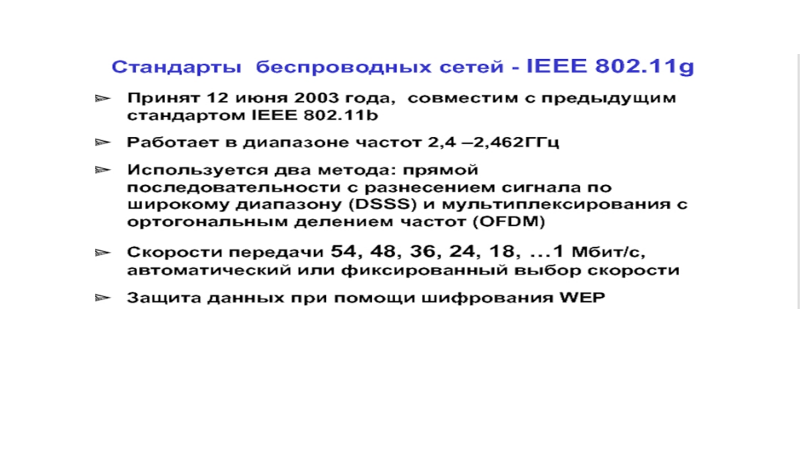 Стандарты беспроводных сетей - IEEE 802.11g
Принят 12 июня 2003 года, совместим с предыдущим
стандартом IEEE 802.11b
Работает в диапазоне частот 2,4 –2,462ГГц
Используется два метода: прямой
последовательности с разнесением сигнала по
широкому диапазону (DSSS) и мультиплексирования с
ортогональным делением частот (OFDM)
Скорости передачи 54, 48, 36, 24, 18, …1 Мбит/с,
автоматический или фиксированный выбор скорости
Защита данных при помощи шифрования WEP